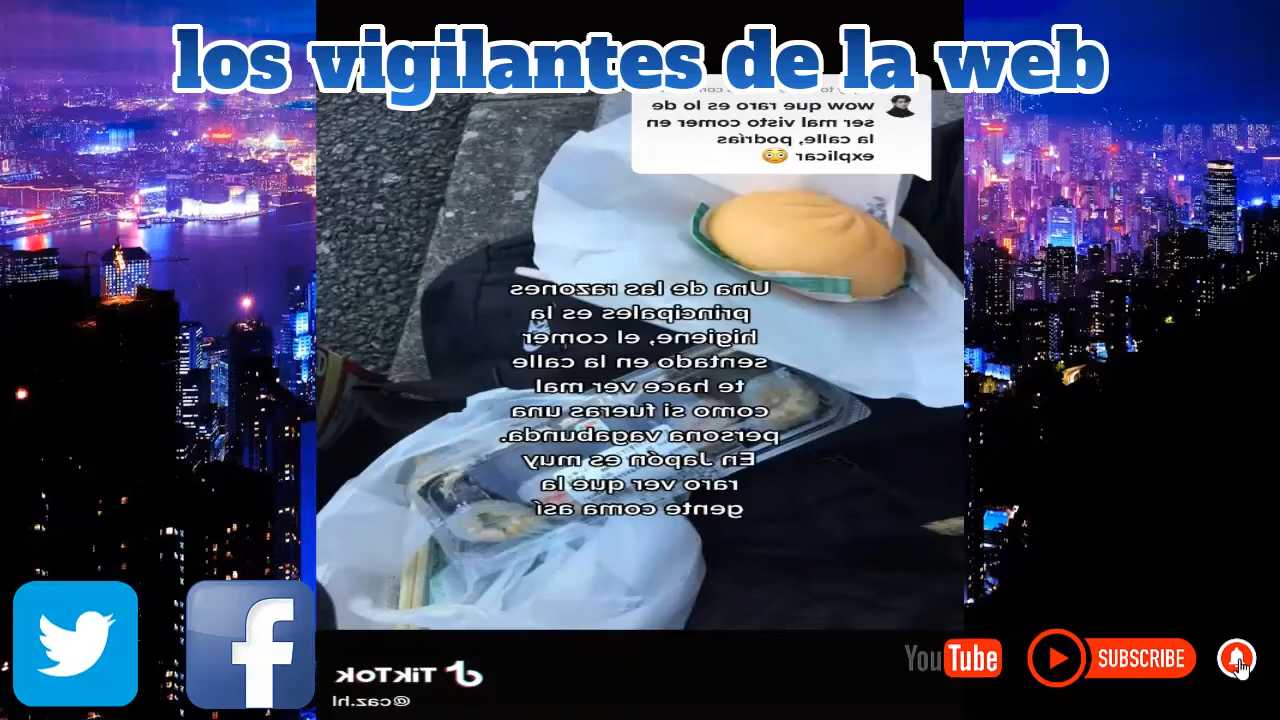 los vigilantes de la web
wow que raro es lo de
ser mal visto comer en
la calle, podrías
explicar 😳
Una de las razones
principales es la
higiene, el comer
sentado en la calle
te hace ver mal
como si fueras una
persona vagabunda.
En Japón es muy
raro ver que la
gente coma así
TikTok
@caz.hl
YouTube
SUBSCRIBE